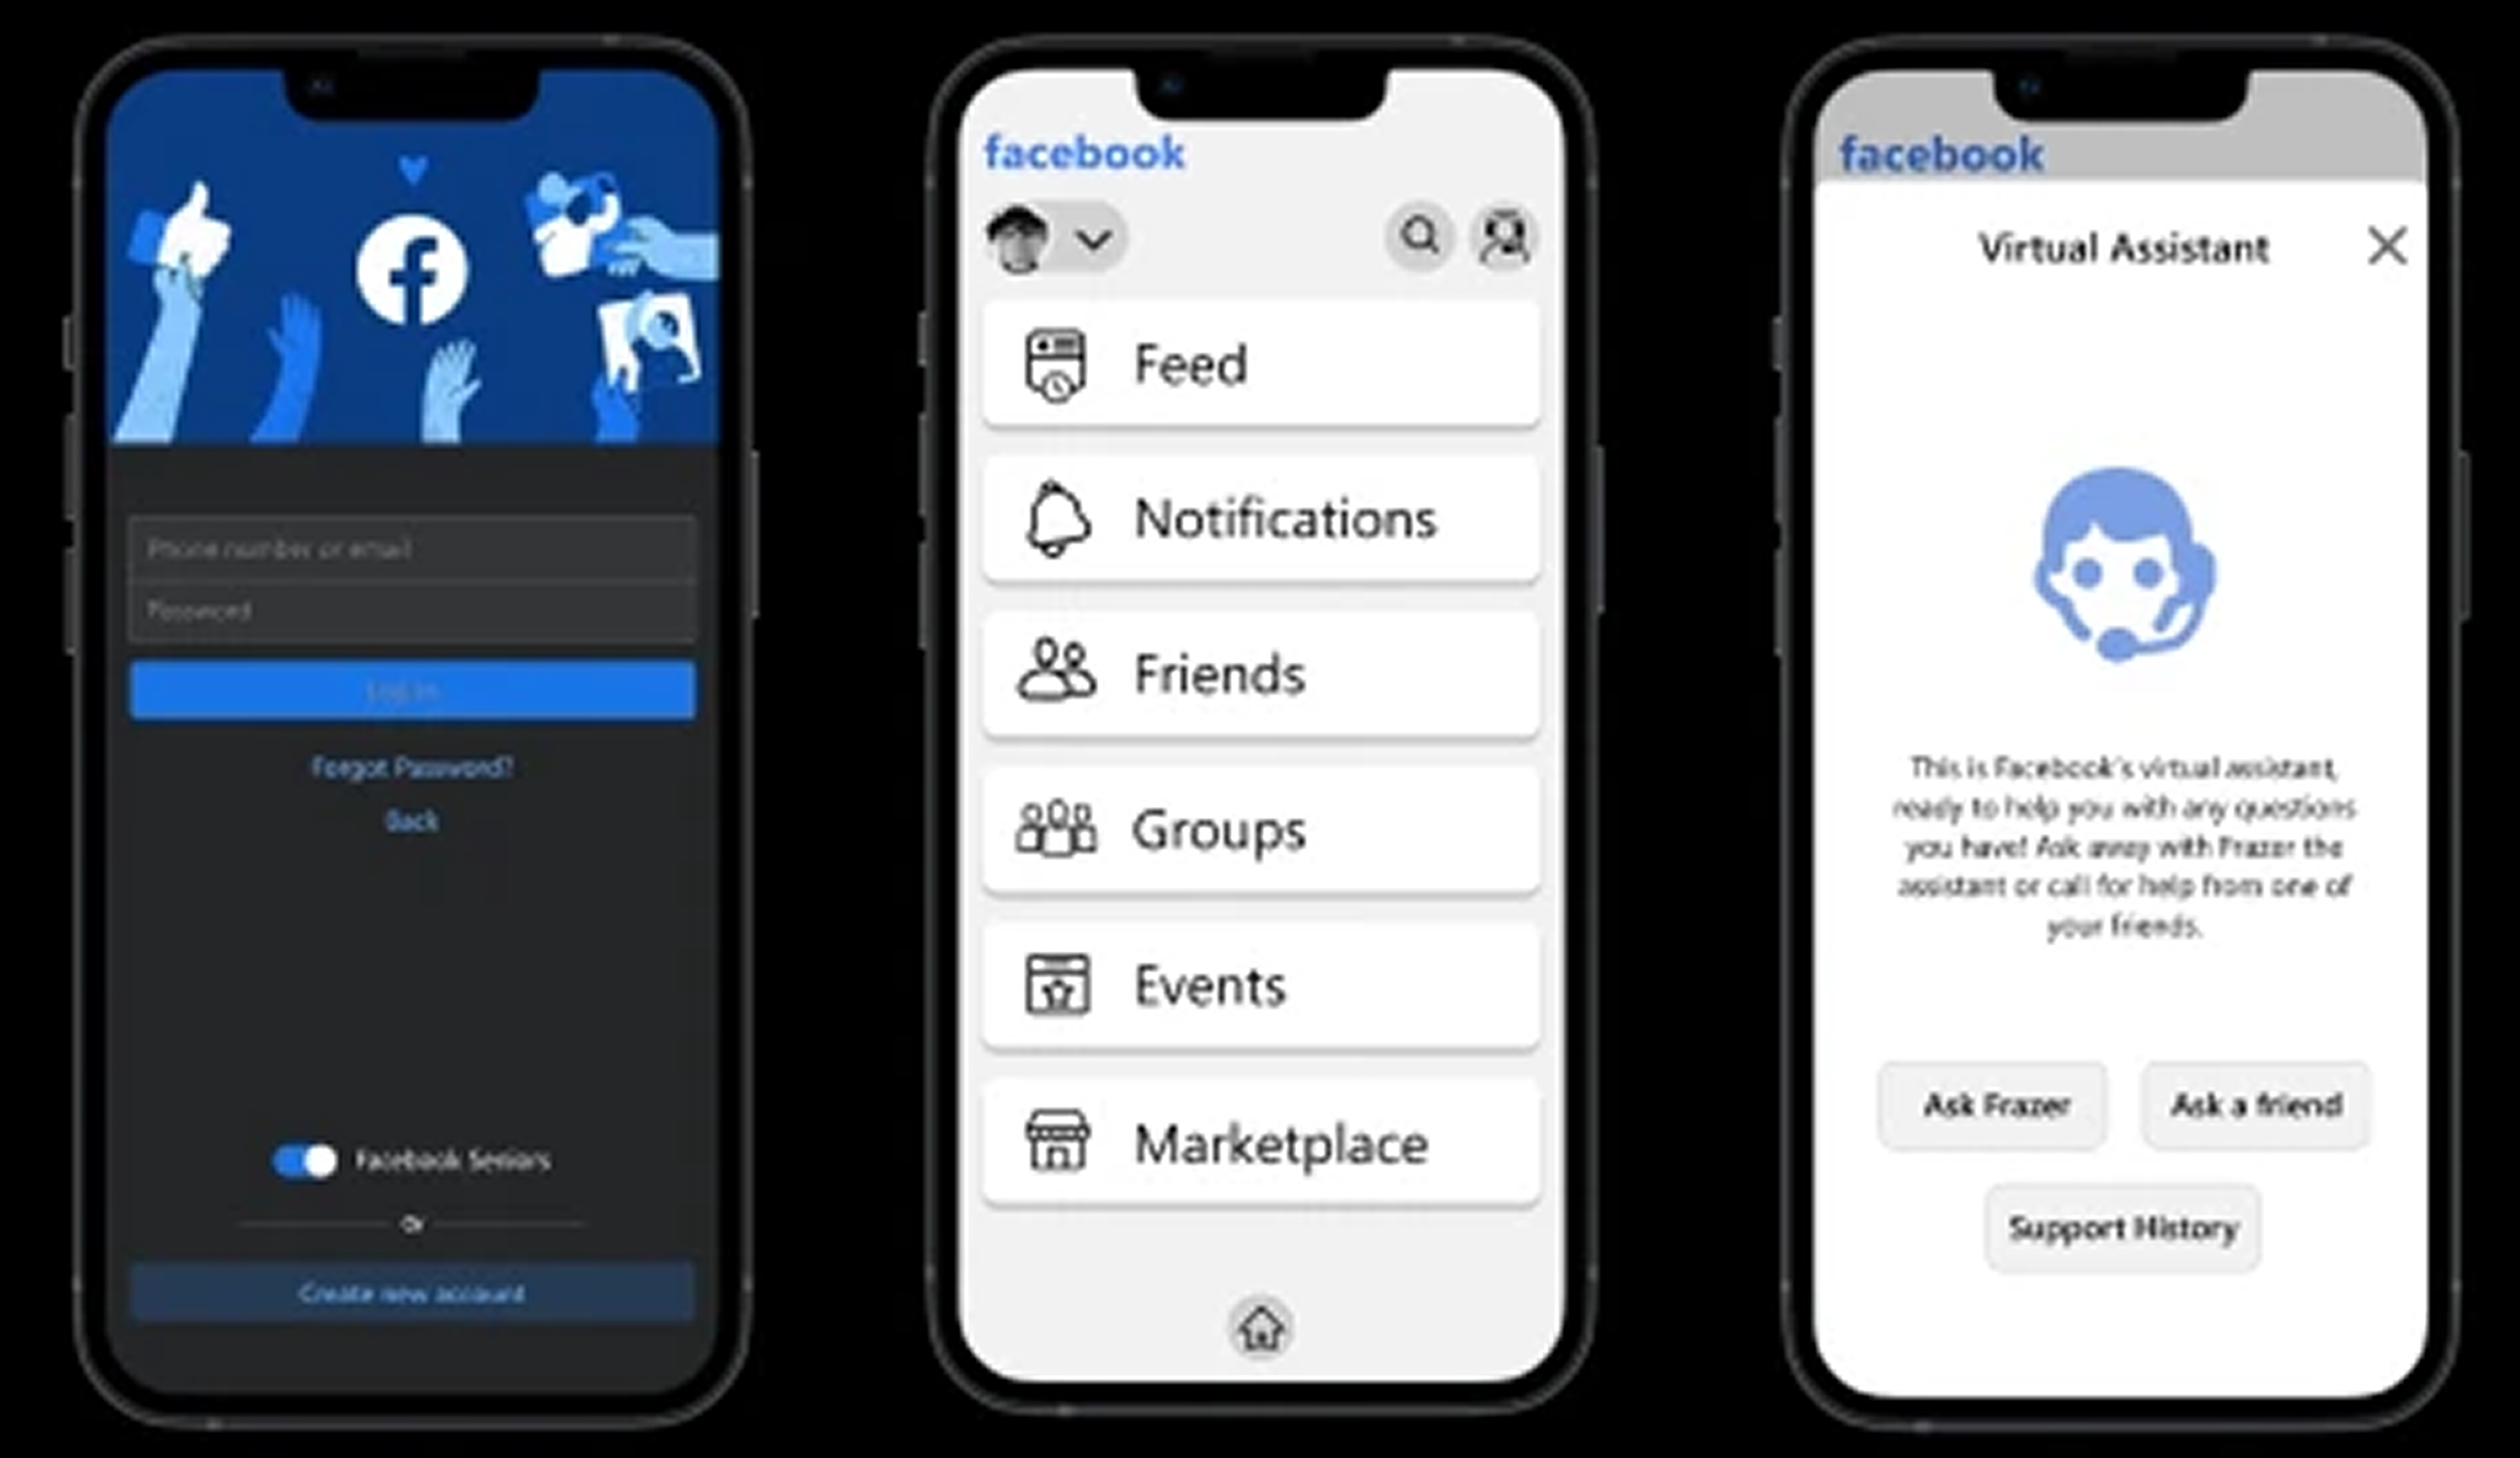 Phone number or email
Password
Log in
Forgot Password?
Back
Facebook Seniors
Or
Create new account
facebook
Feed
Notifications
Friends
Groups
Events
Marketplace
facebook
Virtual Assistant
This is Facebook's virtual assistant,
ready to help you with any questions
you have! Ask away with Frazer the
assistant or call for help from one of
your friends.
Ask Frazer
Ask a friend
Support History